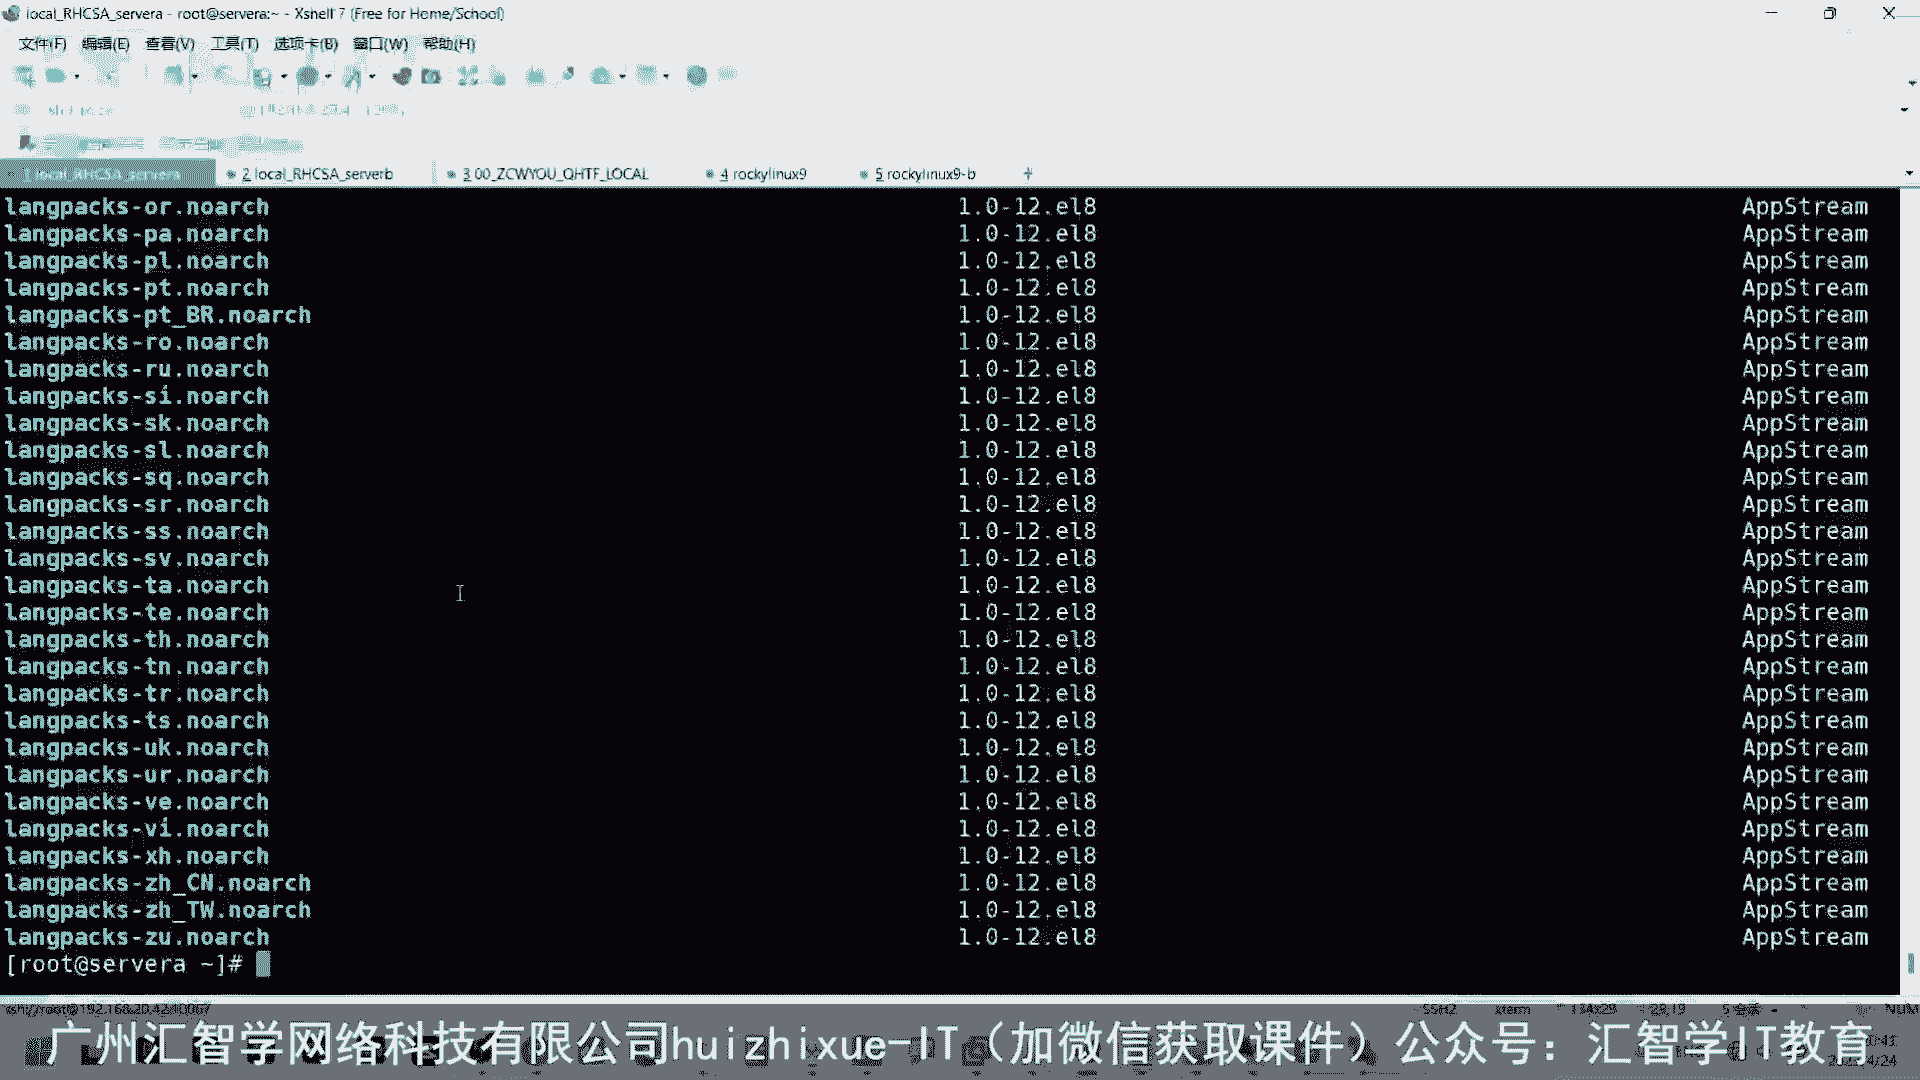 local_RHCSA_servera - root@servera:~ - Xshell 7 (Free for Home/School)
文件(F) 编辑(E) 查看(V) 工具(T) 选项卡(B) 窗口(W) 帮助(H)
1 local_RHCSA_servera 2 local_RHCSA_serverb 3 00_ZCWYOU_QHTF_LOCAL 4 rockylinux9 5 rockylinux9-b +
langpacks-or.noarch 1.0-12.el8 AppStream
langpacks-pa.noarch 1.0-12.el8 AppStream
langpacks-pl.noarch 1.0-12.el8 AppStream
langpacks-pt.noarch 1.0-12.el8 AppStream
langpacks-pt_BR.noarch 1.0-12.el8 AppStream
langpacks-ro.noarch 1.0-12.el8 AppStream
langpacks-ru.noarch 1.0-12.el8 AppStream
langpacks-si.noarch 1.0-12.el8 AppStream
langpacks-sk.noarch 1.0-12.el8 AppStream
langpacks-sl.noarch 1.0-12.el8 AppStream
langpacks-sq.noarch 1.0-12.el8 AppStream
langpacks-sr.noarch 1.0-12.el8 AppStream
langpacks-ss.noarch 1.0-12.el8 AppStream
langpacks-sv.noarch 1.0-12.el8 AppStream
langpacks-ta.noarch 1.0-12.el8 AppStream
langpacks-te.noarch 1.0-12.el8 AppStream
langpacks-th.noarch 1.0-12.el8 AppStream
langpacks-tn.noarch 1.0-12.el8 AppStream
langpacks-tr.noarch 1.0-12.el8 AppStream
langpacks-ts.noarch 1.0-12.el8 AppStream
langpacks-uk.noarch 1.0-12.el8 AppStream
langpacks-ur.noarch 1.0-12.el8 AppStream
langpacks-ve.noarch 1.0-12.el8 AppStream
langpacks-vi.noarch 1.0-12.el8 AppStream
langpacks-xh.noarch 1.0-12.el8 AppStream
langpacks-zh_CN.noarch 1.0-12.el8 AppStream
langpacks-zh_TW.noarch 1.0-12.el8 AppStream
langpacks-zu.noarch 1.0-12.el8 AppStream
[root@servera ~]#
SSH2 xterm 134x29 29,19 5 会话 NUM
广州汇智学网络科技有限公司huizhixue-IT（加微信获取课件）公众号：汇智学IT教育